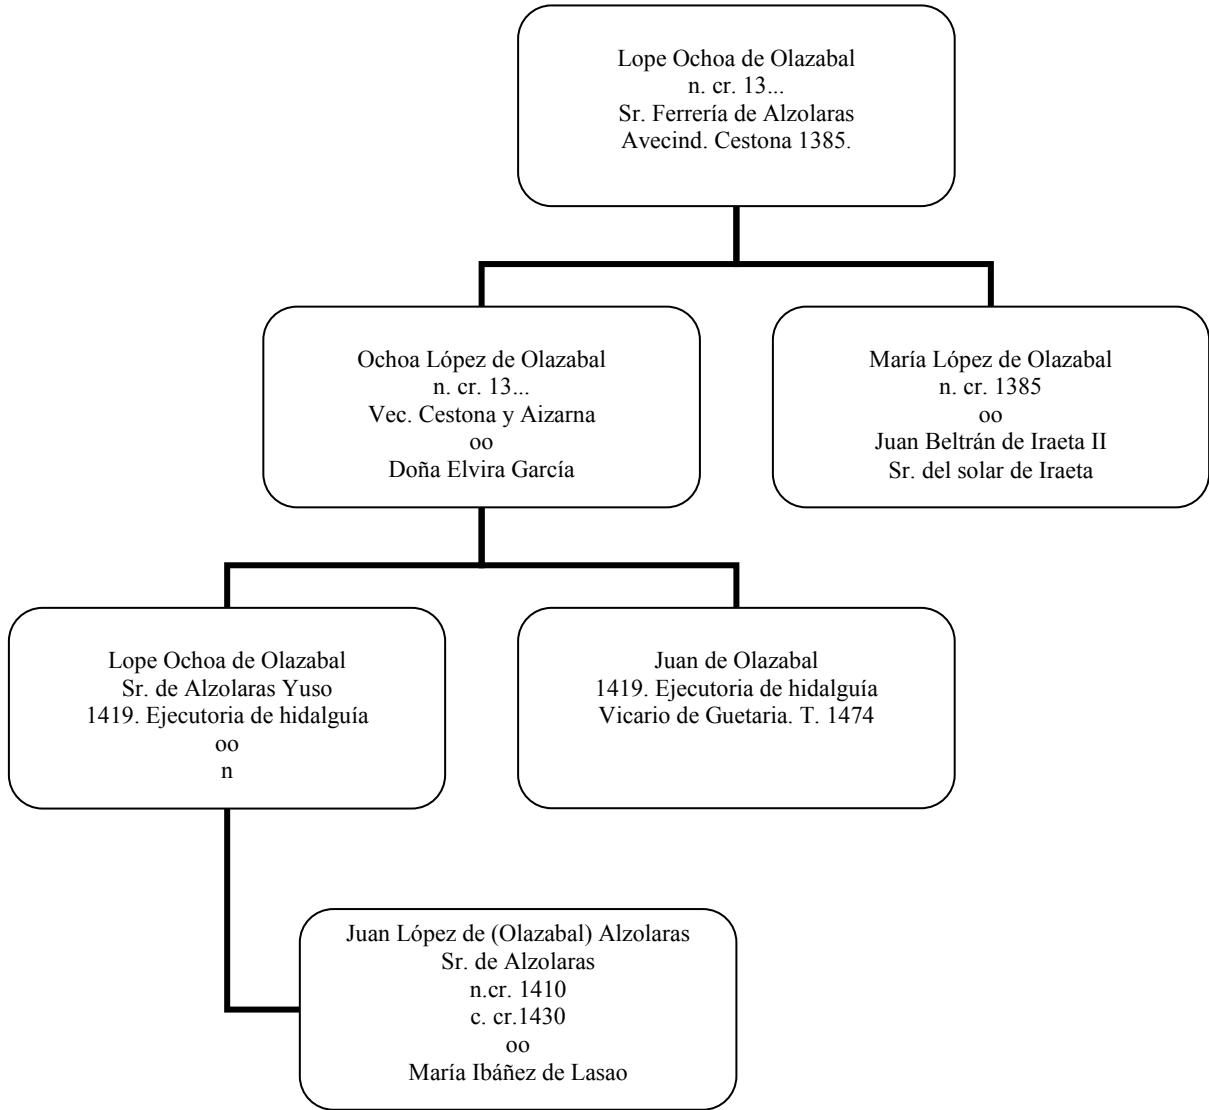 Lope Ochoa de Olazabal
n. cr. 13...
Sr. Ferrería de Alzolaras
Avecind. Cestona 1385.
Ochoa López de Olazabal
n. cr. 13...
Vec. Cestona y Aizarna
oo
Doña Elvira García
María López de Olazabal
n. cr. 1385
oo
Juan Beltrán de Iraeta II
Sr. del solar de Iraeta
Lope Ochoa de Olazabal
Sr. de Alzolaras Yuso
1419. Ejecutoria de hidalguía
oo
n
Juan de Olazabal
1419. Ejecutoria de hidalguía
Vicario de Guetaria. T. 1474
Juan López de (Olazabal) Alzolaras
Sr. de Alzolaras
n.cr. 1410
c. cr.1430
oo
María Ibáñez de Lasao